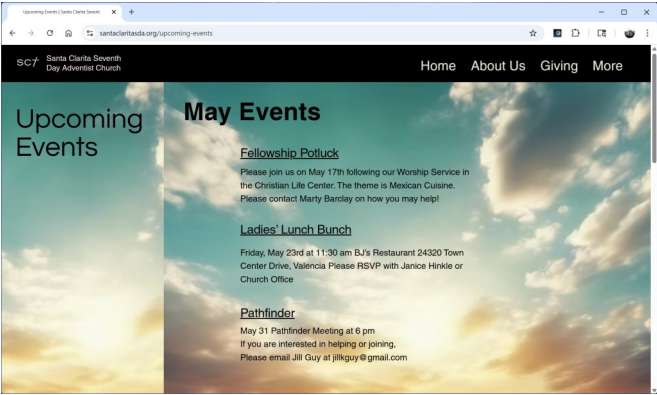 Upcoming Events | Santa Clarita Sevent
santaclaritasda.org/upcoming-events
SC
Santa Clarita Seventh
Day Adventist Church
Home About Us Giving More
Upcoming
Events
May Events
Fellowship Potluck
Please join us on May 17th following our Worship Service in
the Christian Life Center. The theme is Mexican Cuisine.
Please contact Marty Barclay on how you may help!
Ladies' Lunch Bunch
Friday, May 23rd at 11:30 am BJ's Restaurant 24320 Town
Center Drive, Valencia Please RSVP with Janice Hinkle or
Church Office
Pathfinder
May 31 Pathfinder Meeting at 6 pm
If you are interested in helping or joining,
Please email Jill Guy at jillkguy@gmail.com